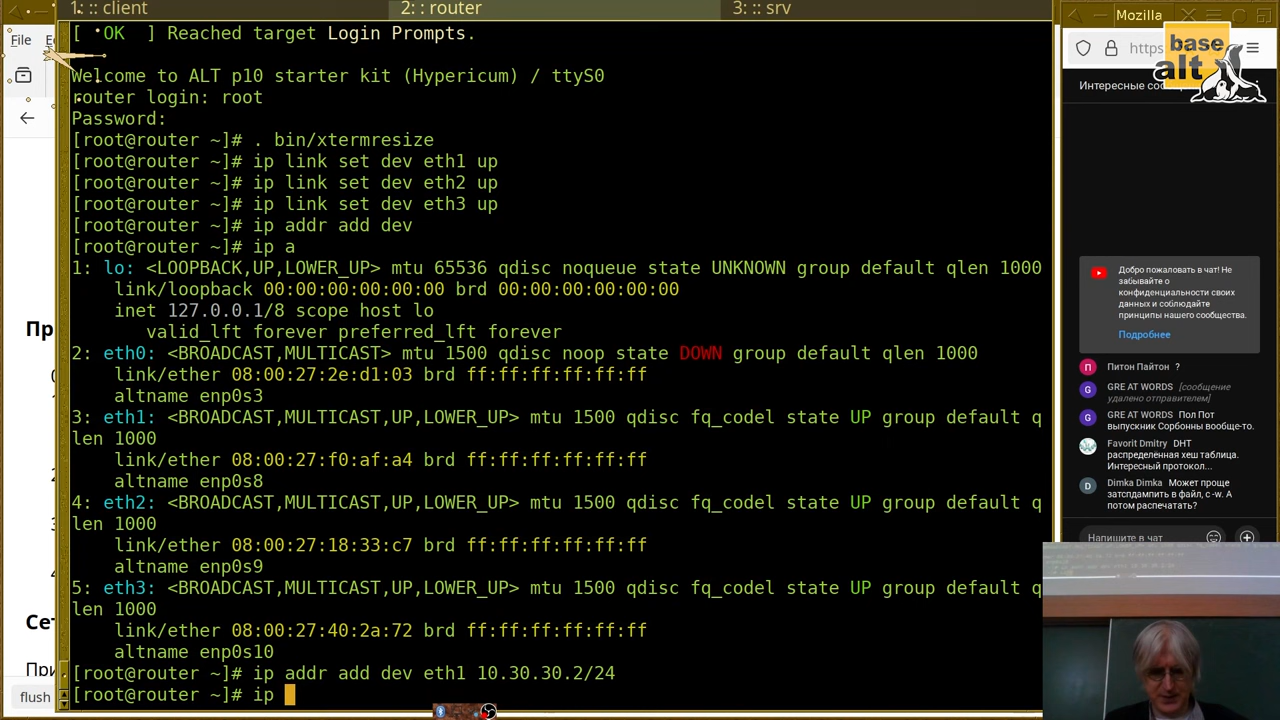 1: :: client
2: :: router
3: :: srv
Mozilla
File
https
base
alt
[ OK ] Reached target Login Prompts.
Welcome to ALT p10 starter kit (Hypericum) / ttyS0
router login: root
Password:
[root@router ~]# . bin/xtermresize
[root@router ~]# ip link set dev eth1 up
[root@router ~]# ip link set dev eth2 up
[root@router ~]# ip link set dev eth3 up
[root@router ~]# ip addr add dev
[root@router ~]# ip a
1: lo: <LOOPBACK,UP,LOWER_UP> mtu 65536 qdisc noqueue state UNKNOWN group default qlen 1000
link/loopback 00:00:00:00:00:00 brd 00:00:00:00:00:00
inet 127.0.0.1/8 scope host lo
valid_lft forever preferred_lft forever
2: eth0: <BROADCAST,MULTICAST> mtu 1500 qdisc noop state DOWN group default qlen 1000
link/ether 08:00:27:2e:d1:03 brd ff:ff:ff:ff:ff:ff
altname enp0s3
3: eth1: <BROADCAST,MULTICAST,UP,LOWER_UP> mtu 1500 qdisc fq_codel state UP group default q
len 1000
link/ether 08:00:27:f0:af:a4 brd ff:ff:ff:ff:ff:ff
altname enp0s8
4: eth2: <BROADCAST,MULTICAST,UP,LOWER_UP> mtu 1500 qdisc fq_codel state UP group default q
len 1000
link/ether 08:00:27:18:33:c7 brd ff:ff:ff:ff:ff:ff
altname enp0s9
5: eth3: <BROADCAST,MULTICAST,UP,LOWER_UP> mtu 1500 qdisc fq_codel state UP group default q
len 1000
link/ether 08:00:27:40:2a:72 brd ff:ff:ff:ff:ff:ff
altname enp0s10
[root@router ~]# ip addr add dev eth1 10.30.30.2/24
[root@router ~]# ip
Пр
Сет
При
flush
Интересные соо
Добро пожаловать в чат! Не
забывайте о
конфиденциальности своих
данных и соблюдайте
принципы нашего сообщества.
Подробнее
Питон Пайтон ?
GREAT WORDS [сообщение
удалено отправителем]
GREAT WORDS Пол Пот
выпускник Сорбонны вообще-то.
Favorit Dmitry DHT
распределённая хеш таблица.
Интересный протокол...
Dimka Dimka Может проще
затспдампить в файл, с -w. А
потом распечатать?
Напишите в чат